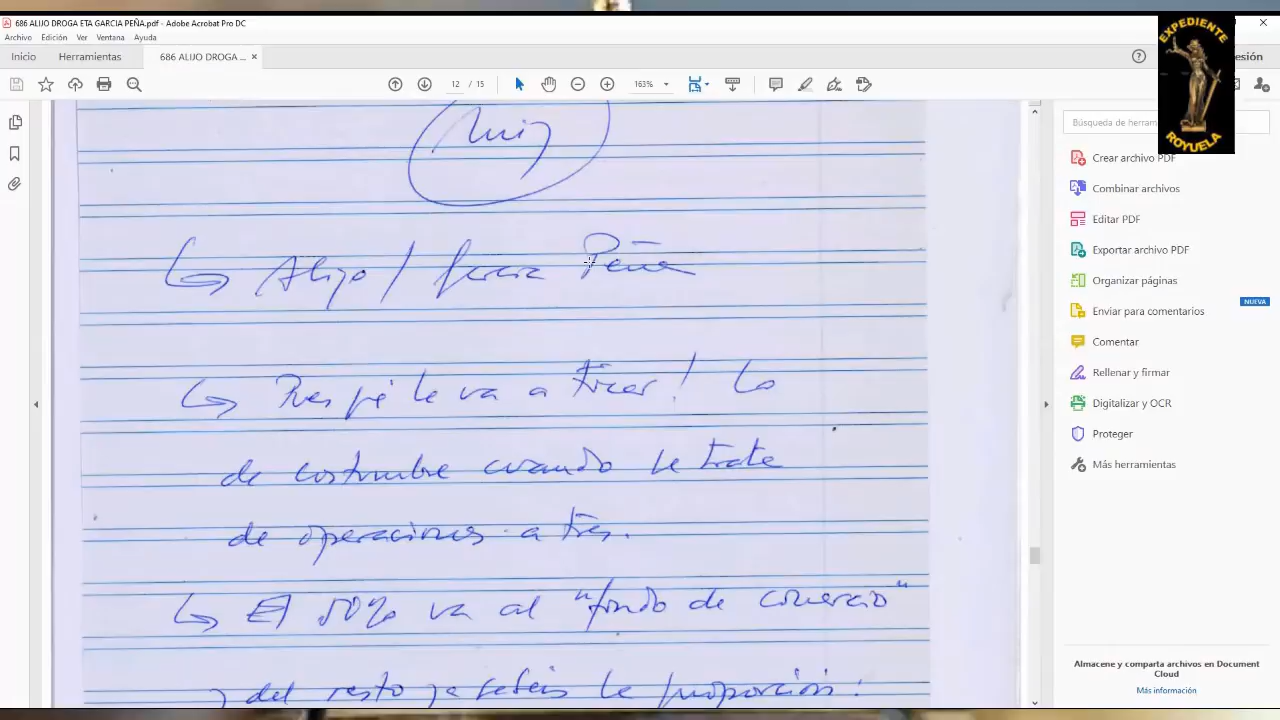 686 ALIJO DROGA ETA GARCIA PEÑA.pdf - Adobe Acrobat Pro DC
Archivo Edición Ver Ventana Ayuda
Inicio Herramientas 686 ALIJO DROGA ... ×
12 / 15 163%
EXPEDIENTE
ROYUELA
esión
Búsqueda de herram
Crear archivo PDF
Combinar archivos
Editar PDF
Exportar archivo PDF
Organizar páginas
NUEVA
Enviar para comentarios
Comentar
Rellenar y firmar
Digitalizar y OCR
Proteger
Más herramientas
Almacene y comparta archivos en Document
Cloud
Más información
Ruiz
↳ Alijo / García Peña
↳ Pues qué le va a tocar! Lo
de costumbre cuando se trate
de operaciones a tres.
↳ El 50% va al "fondo de comercio"
y del resto ya sabéis la proporción: